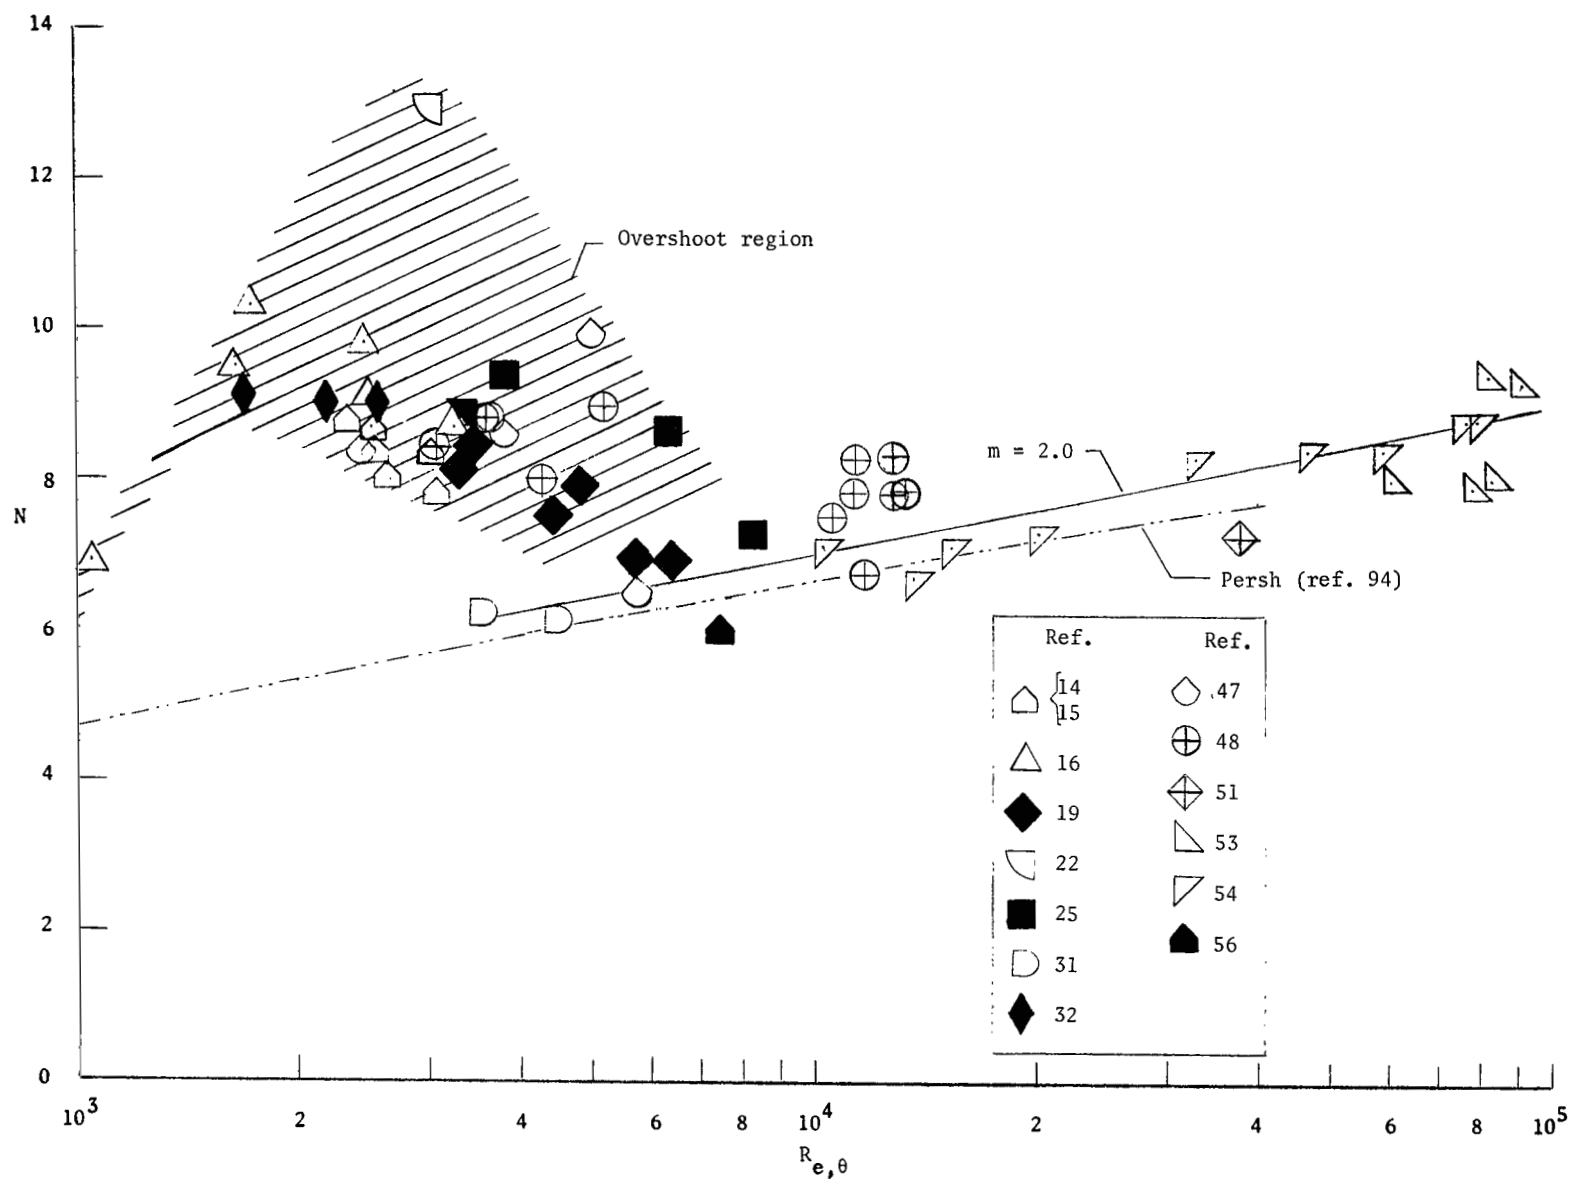 14
12
10
8
6
4
2
0
N
Overshoot region
m = 2.0
Persh (ref. 94)
Ref. Ref.
14 47
15
16 48
19 51
22 53
25 54
31 56
32
10³ 2 4 6 8 10⁴ 2 4 6 8 10⁵
Re,θ